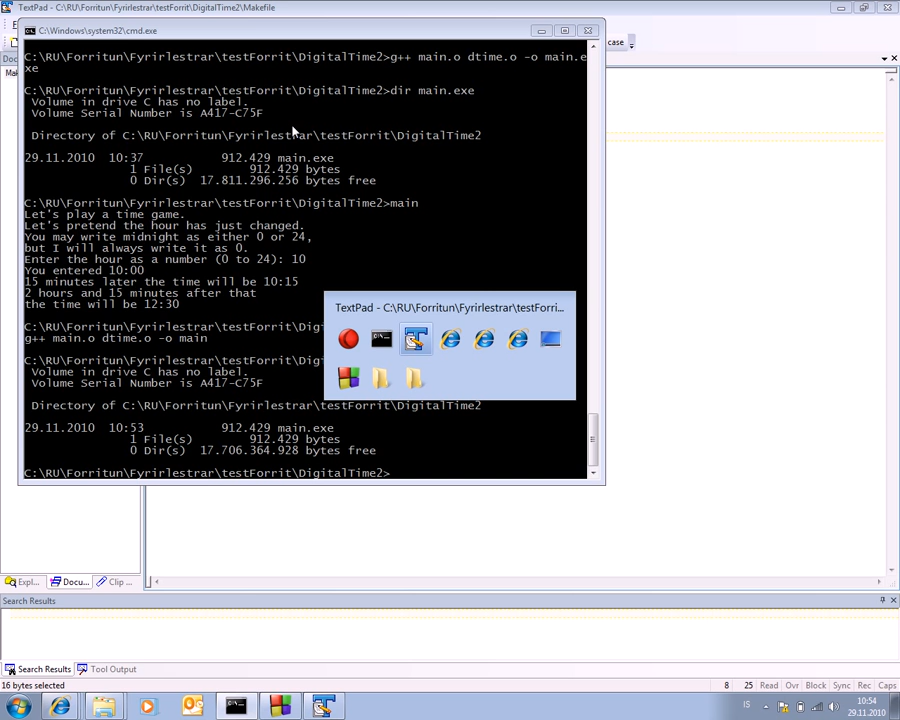 TextPad - C:\RU\Forritun\Fyrirlestrar\testForrit\DigitalTime2\Makefile
C:\Windows\system32\cmd.exe
case
C:\RU\Forritun\Fyrirlestrar\testForrit\DigitalTime2>g++ main.o dtime.o -o main.e
xe
C:\RU\Forritun\Fyrirlestrar\testForrit\DigitalTime2>dir main.exe
Volume in drive C has no label.
Volume Serial Number is A417-C75F
Directory of C:\RU\Forritun\Fyrirlestrar\testForrit\DigitalTime2
29.11.2010 10:37 912.429 main.exe
1 File(s) 912.429 bytes
0 Dir(s) 17.811.296.256 bytes free
C:\RU\Forritun\Fyrirlestrar\testForrit\DigitalTime2>main
Let's play a time game.
Let's pretend the hour has just changed.
You may write midnight as either 0 or 24,
but I will always write it as 0.
Enter the hour as a number (0 to 24): 10
You entered 10:00
15 minutes later the time will be 10:15
2 hours and 15 minutes after that
the time will be 12:30
TextPad - C:\RU\Forritun\Fyrirlestrar\testForri...
C:\RU\Forritun\Fyrirlestrar
g++ main.o dtime.o -o main
C:\RU\Forritun\Fyrirlestrar
Volume in drive C has no label.
Volume Serial Number is A417-C75F
Directory of C:\RU\Forritun\Fyrirlestrar\testForrit\DigitalTime2
29.11.2010 10:53 912.429 main.exe
1 File(s) 912.429 bytes
0 Dir(s) 17.706.364.928 bytes free
C:\RU\Forritun\Fyrirlestrar\testForrit\DigitalTime2>
Expl... Docu... Clip ...
Search Results
Search Results Tool Output
16 bytes selected 8 25 Read Ovr Block Sync Rec Caps
IS 10:54
29.11.2010